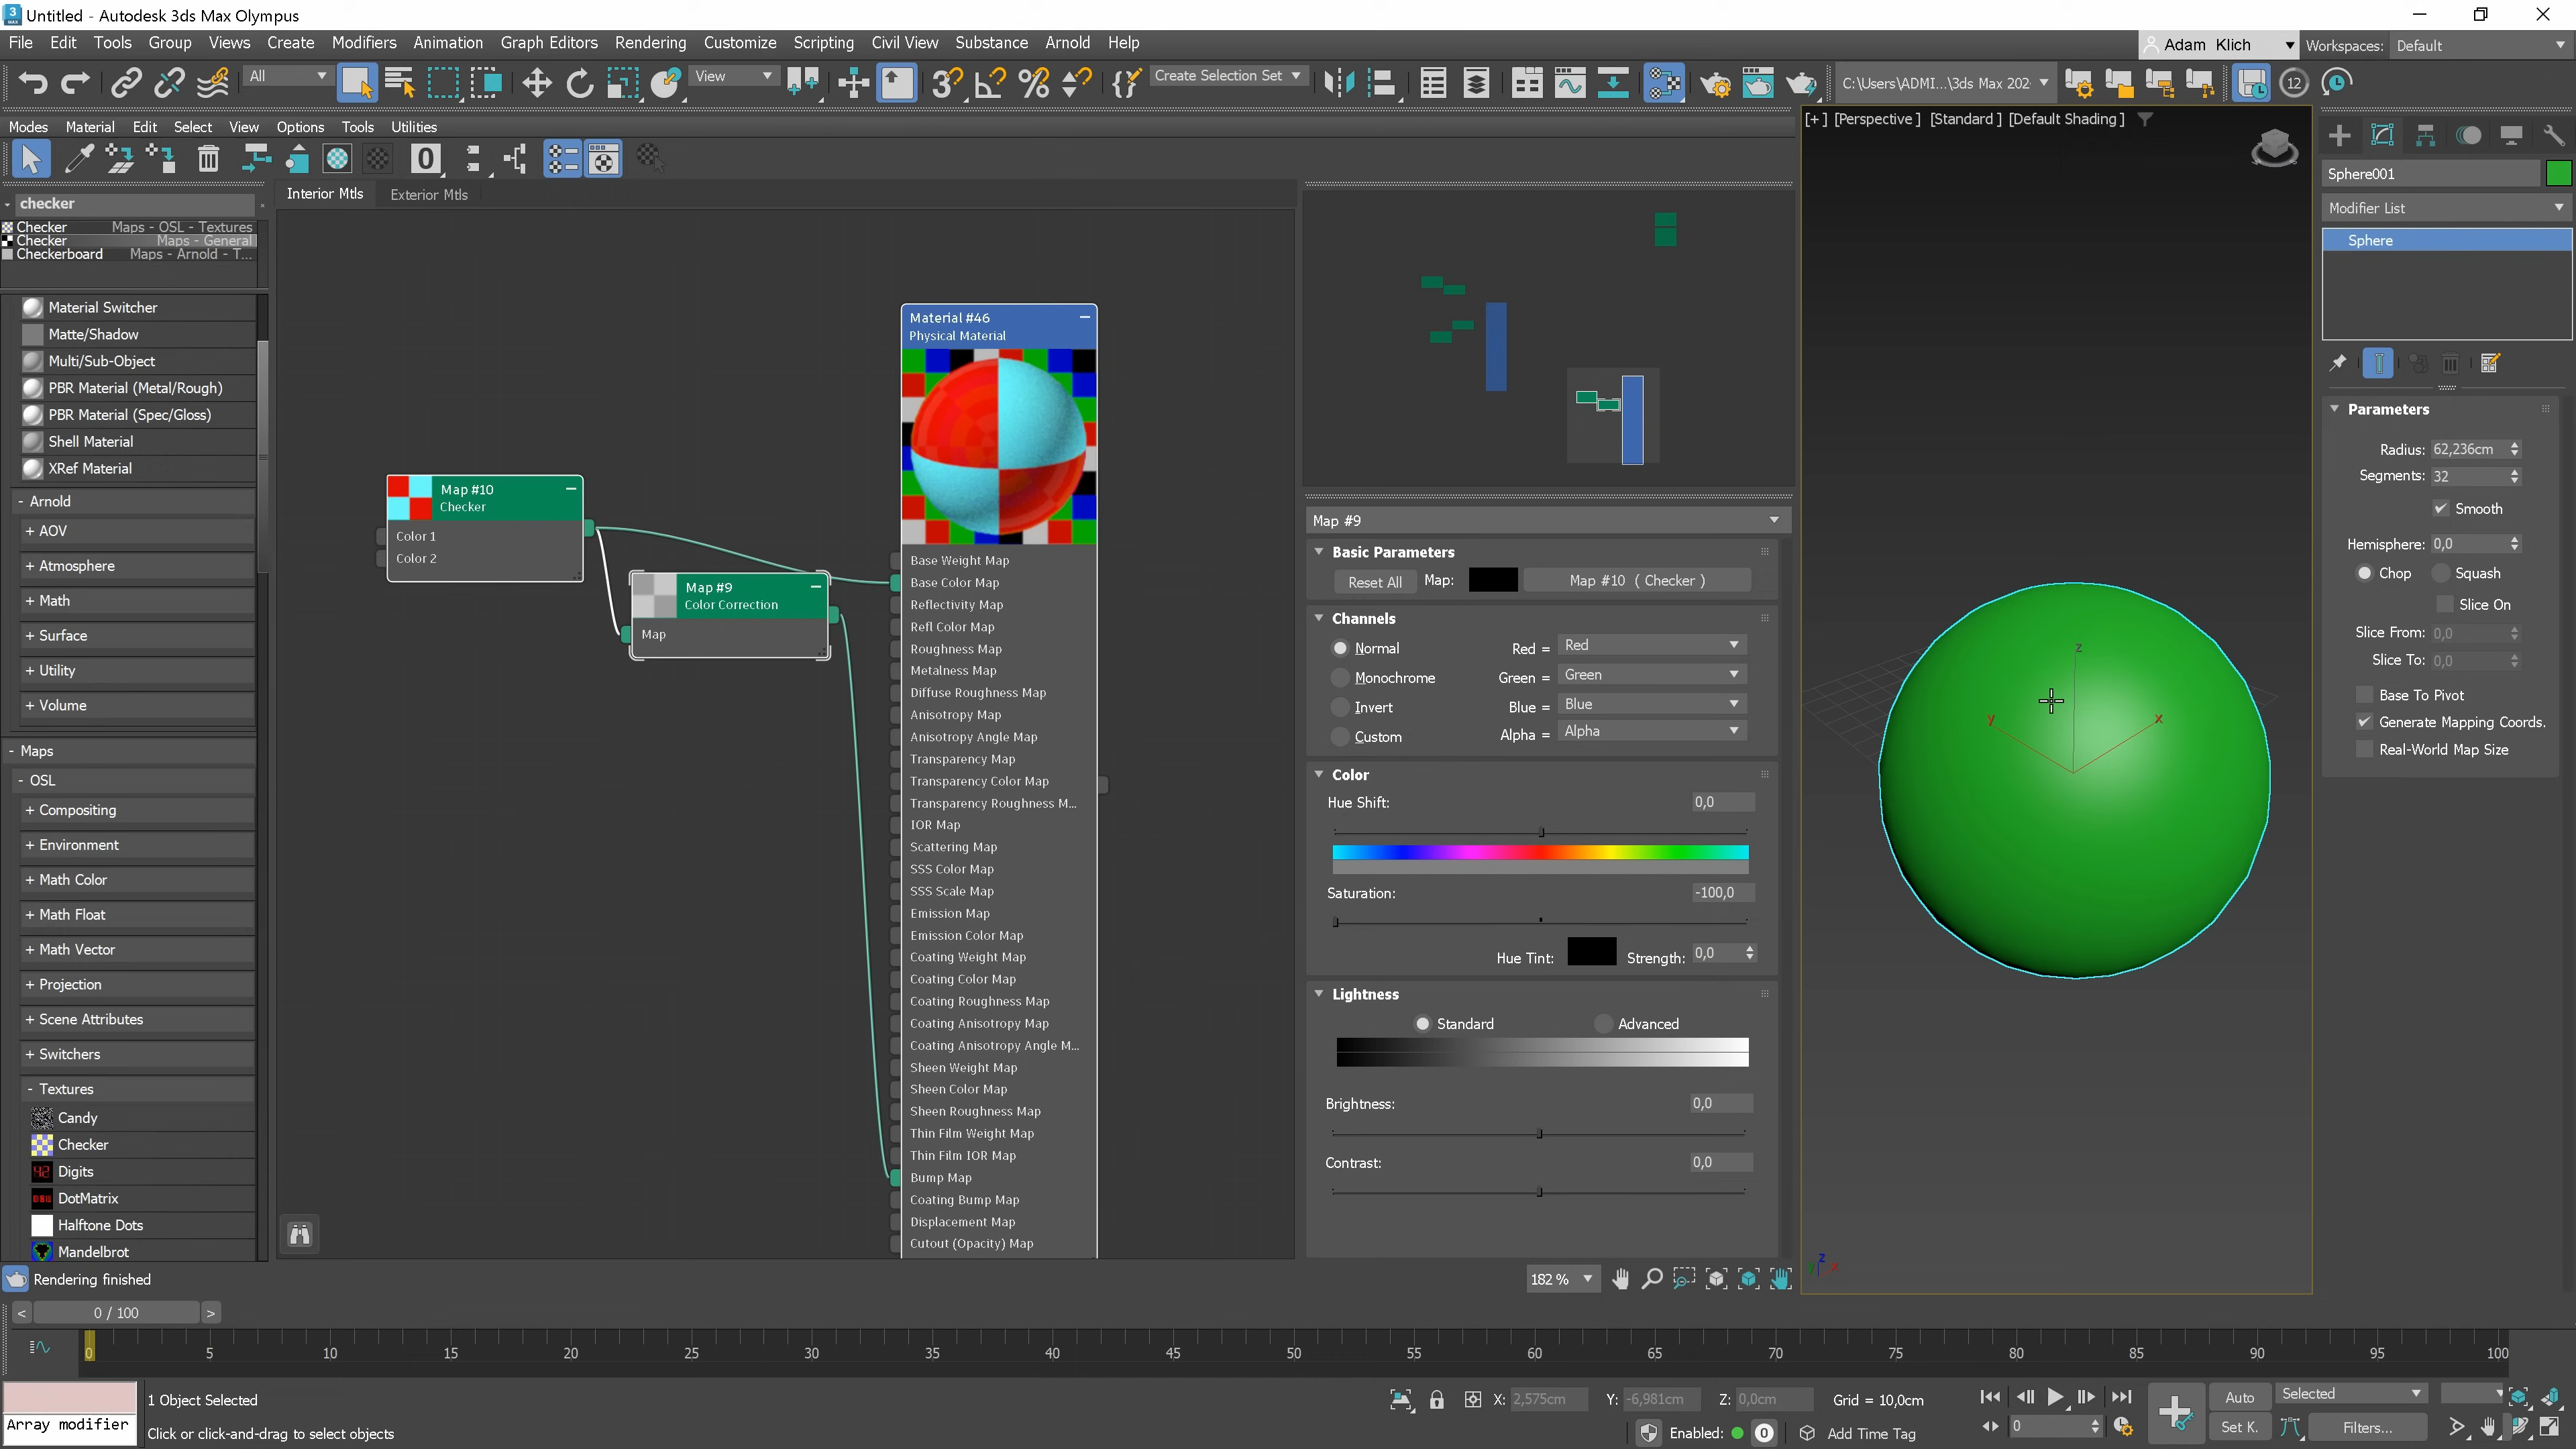 Untitled - Autodesk 3ds Max Olympus
File Edit Tools Group Views Create Modifiers Animation Graph Editors Rendering Customize Scripting Civil View Substance Arnold Help
Adam Klich
Workspaces: Default
All
View
Create Selection Set
C:\Users\ADMI...\3ds Max 202
12
Modes Material Edit Select View Options Tools Utilities
0
checker
Checker Maps - OSL - Textures
Checker Maps - General
Checkerboard Maps - Arnold - T...
Material Switcher
Matte/Shadow
Multi/Sub-Object
PBR Material (Metal/Rough)
PBR Material (Spec/Gloss)
Shell Material
XRef Material
- Arnold
+ AOV
+ Atmosphere
+ Math
+ Surface
+ Utility
+ Volume
- Maps
- OSL
+ Compositing
+ Environment
+ Math Color
+ Math Float
+ Math Vector
+ Projection
+ Scene Attributes
+ Switchers
- Textures
Candy
Checker
42 Digits
DotMatrix
Halftone Dots
Mandelbrot
Interior Mtls Exterior Mtls
Map #10
Checker
Color 1
Color 2
Map #9
Color Correction
Map
Material #46
Physical Material
Base Weight Map
Base Color Map
Reflectivity Map
Refl Color Map
Roughness Map
Metalness Map
Diffuse Roughness Map
Anisotropy Map
Anisotropy Angle Map
Transparency Map
Transparency Color Map
Transparency Roughness M...
IOR Map
Scattering Map
SSS Color Map
SSS Scale Map
Emission Map
Emission Color Map
Coating Weight Map
Coating Color Map
Coating Roughness Map
Coating Anisotropy Map
Coating Anisotropy Angle M...
Sheen Weight Map
Sheen Color Map
Sheen Roughness Map
Thin Film Weight Map
Thin Film IOR Map
Bump Map
Coating Bump Map
Displacement Map
Cutout (Opacity) Map
Map #9
Basic Parameters
Reset All Map: Map #10 ( Checker )
Channels
Normal Red = Red
Monochrome Green = Green
Invert Blue = Blue
Custom Alpha = Alpha
Color
Hue Shift: 0,0
Saturation: -100,0
Hue Tint: Strength: 0,0
Lightness
Standard Advanced
Brightness: 0,0
Contrast: 0,0
182 %
[+] [Perspective ] [Standard ] [Default Shading ]
z
y
x
z
y x
Sphere001
Modifier List
Sphere
Parameters
Radius: 62,236cm
Segments: 32
Smooth
Hemisphere: 0,0
Chop Squash
Slice On
Slice From: 0,0
Slice To: 0,0
Base To Pivot
Generate Mapping Coords.
Real-World Map Size
Rendering finished
< 0 / 100 >
0 5 10 15 20 25 30 35 40 45 50 55 60 65 70 75 80 85 90 95 100
1 Object Selected
Array modifier
Click or click-and-drag to select objects
X: 2,575cm Y: -6,981cm Z: 0,0cm Grid = 10,0cm
Enabled: 0 Add Time Tag
0
Auto Selected
Set K. Filters...